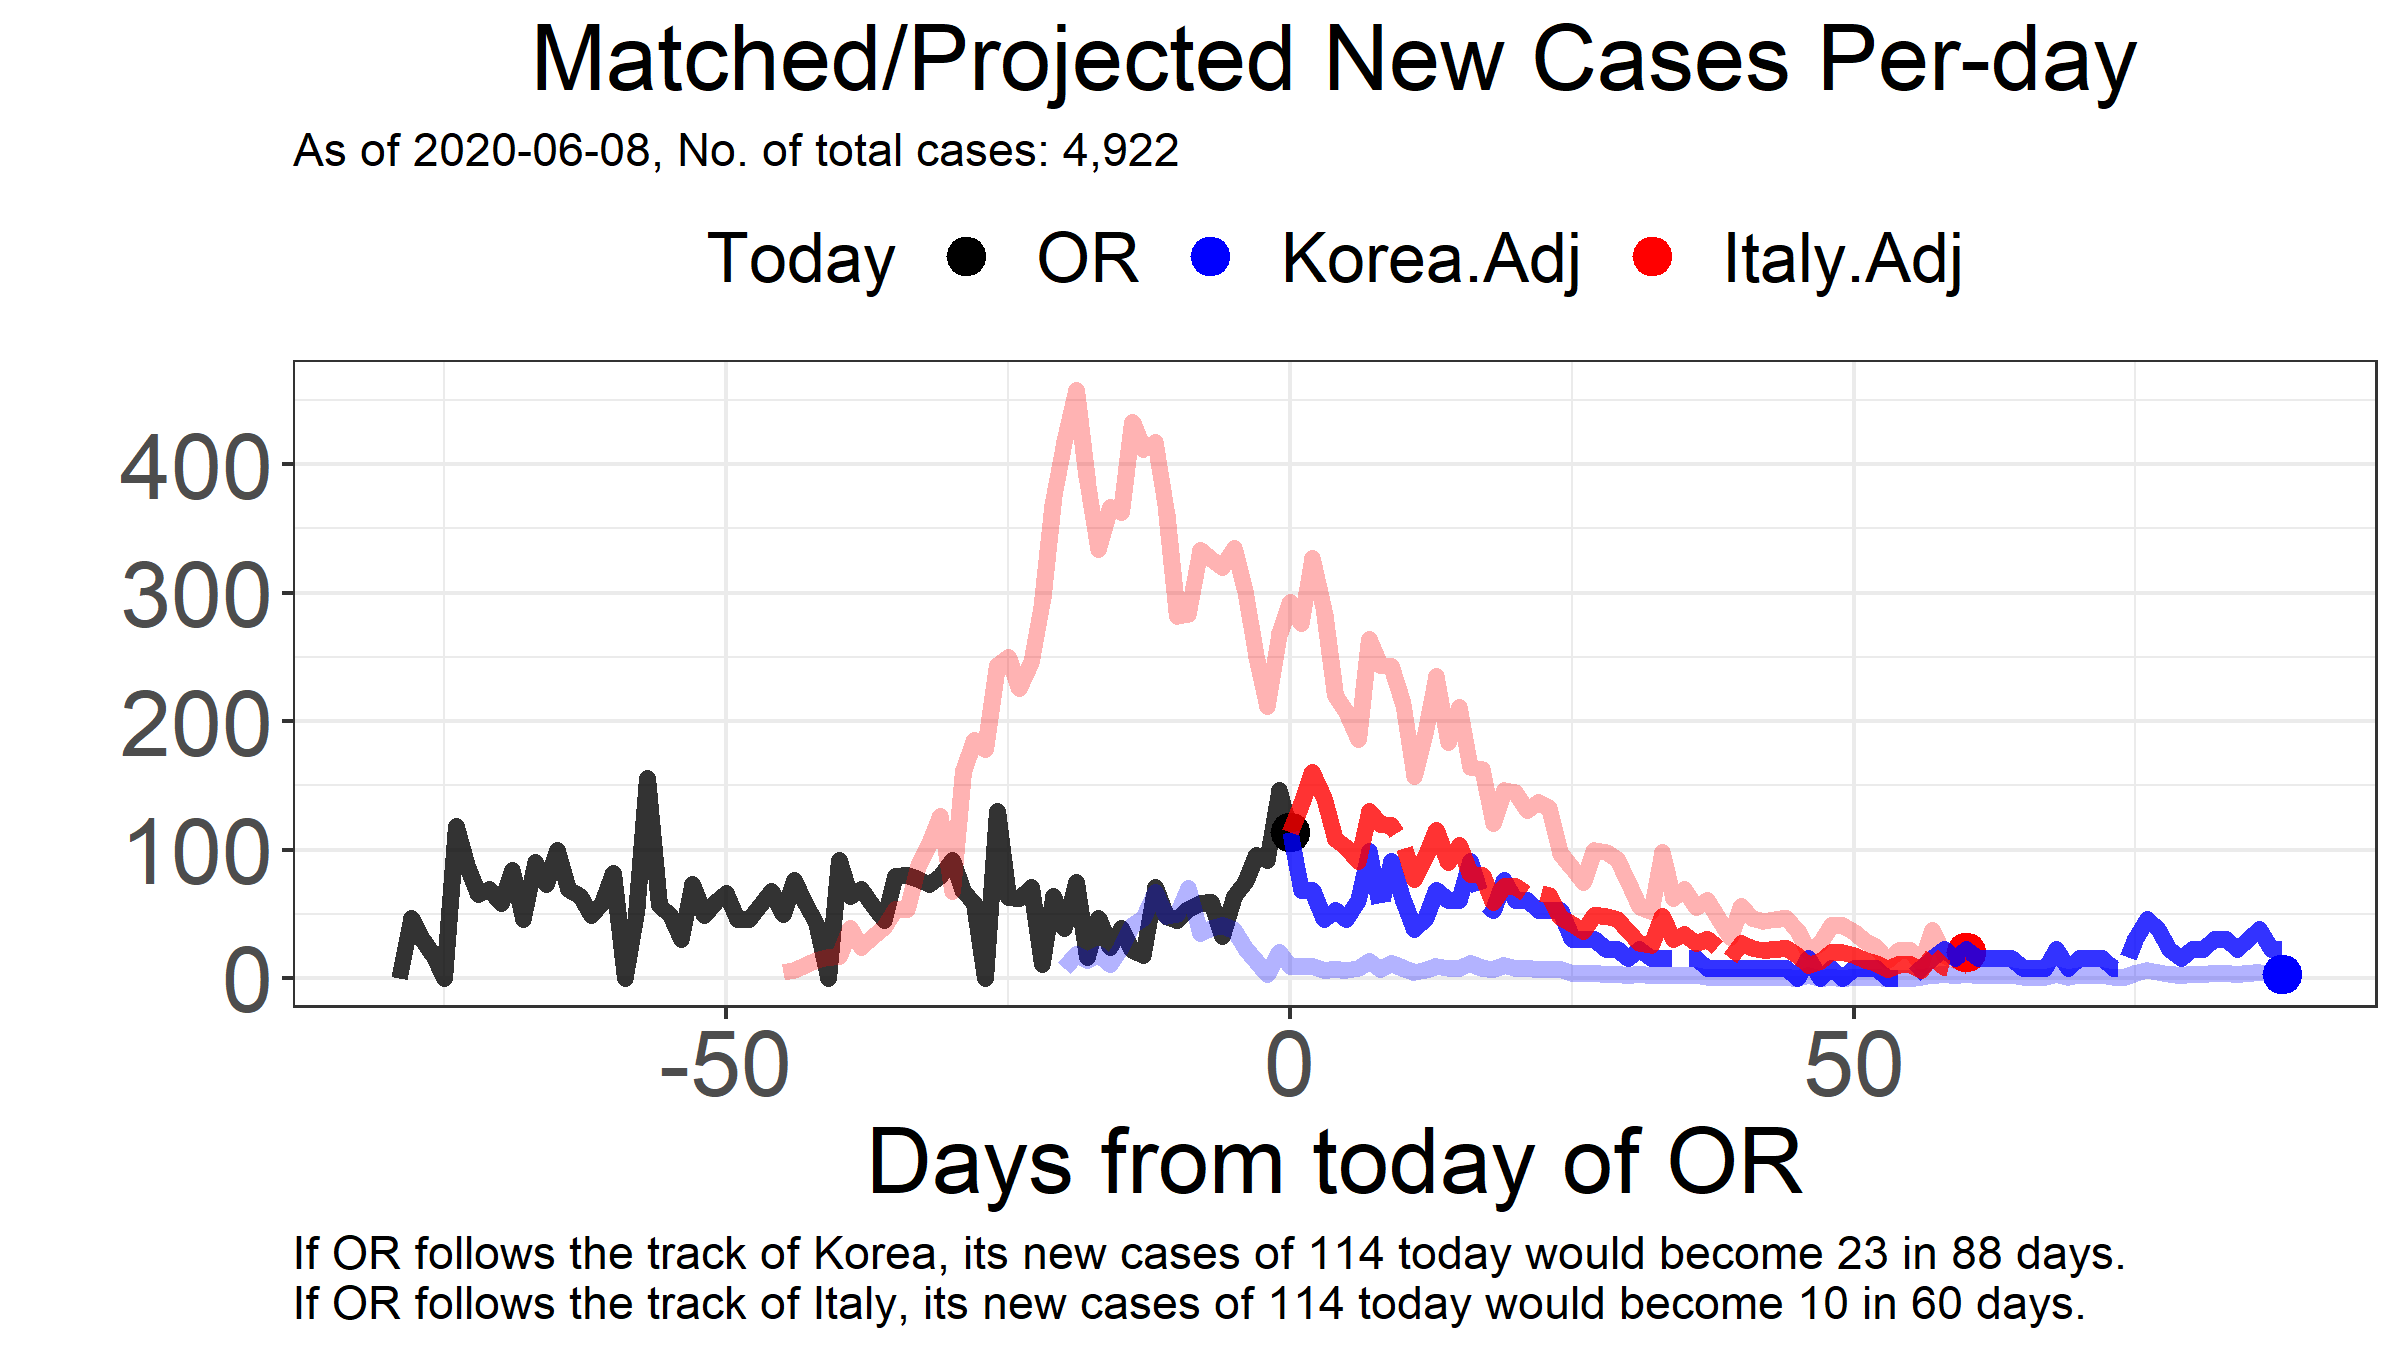 Matched/Projected New Cases Per-day
As of 2020-06-08, No. of total cases: 4,922
Today OR Korea.Adj Italy.Adj
400
300
200
100
0
-50 0 50
Days from today of OR
If OR follows the track of Korea, its new cases of 114 today would become 23 in 88 days.
If OR follows the track of Italy, its new cases of 114 today would become 10 in 60 days.